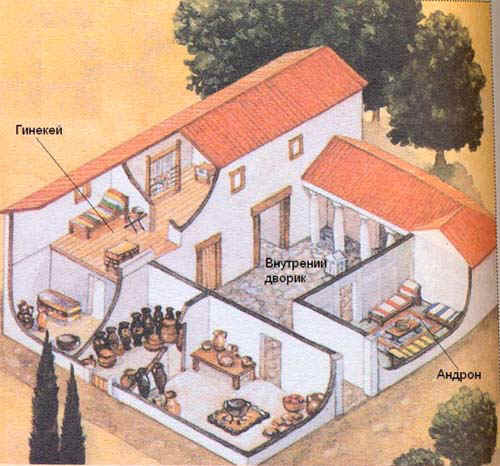 Гинекей
Внутрений
дворик
Андрон